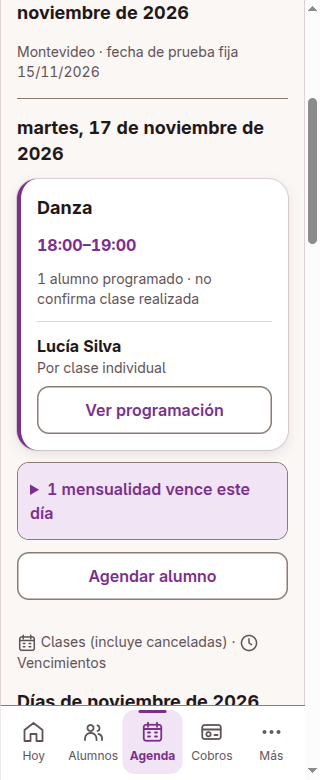 noviembre de 2026
Montevideo · fecha de prueba fija
15/11/2026
martes, 17 de noviembre de
2026
Danza
18:00–19:00
1 alumno programado · no
confirma clase realizada
Lucía Silva
Por clase individual
Ver programación
1 mensualidad vence este
día
Agendar alumno
Clases (incluye canceladas) ·
Vencimientos
Días de noviembre de 2026
Hoy
Alumnos
Agenda
Cobros
Más